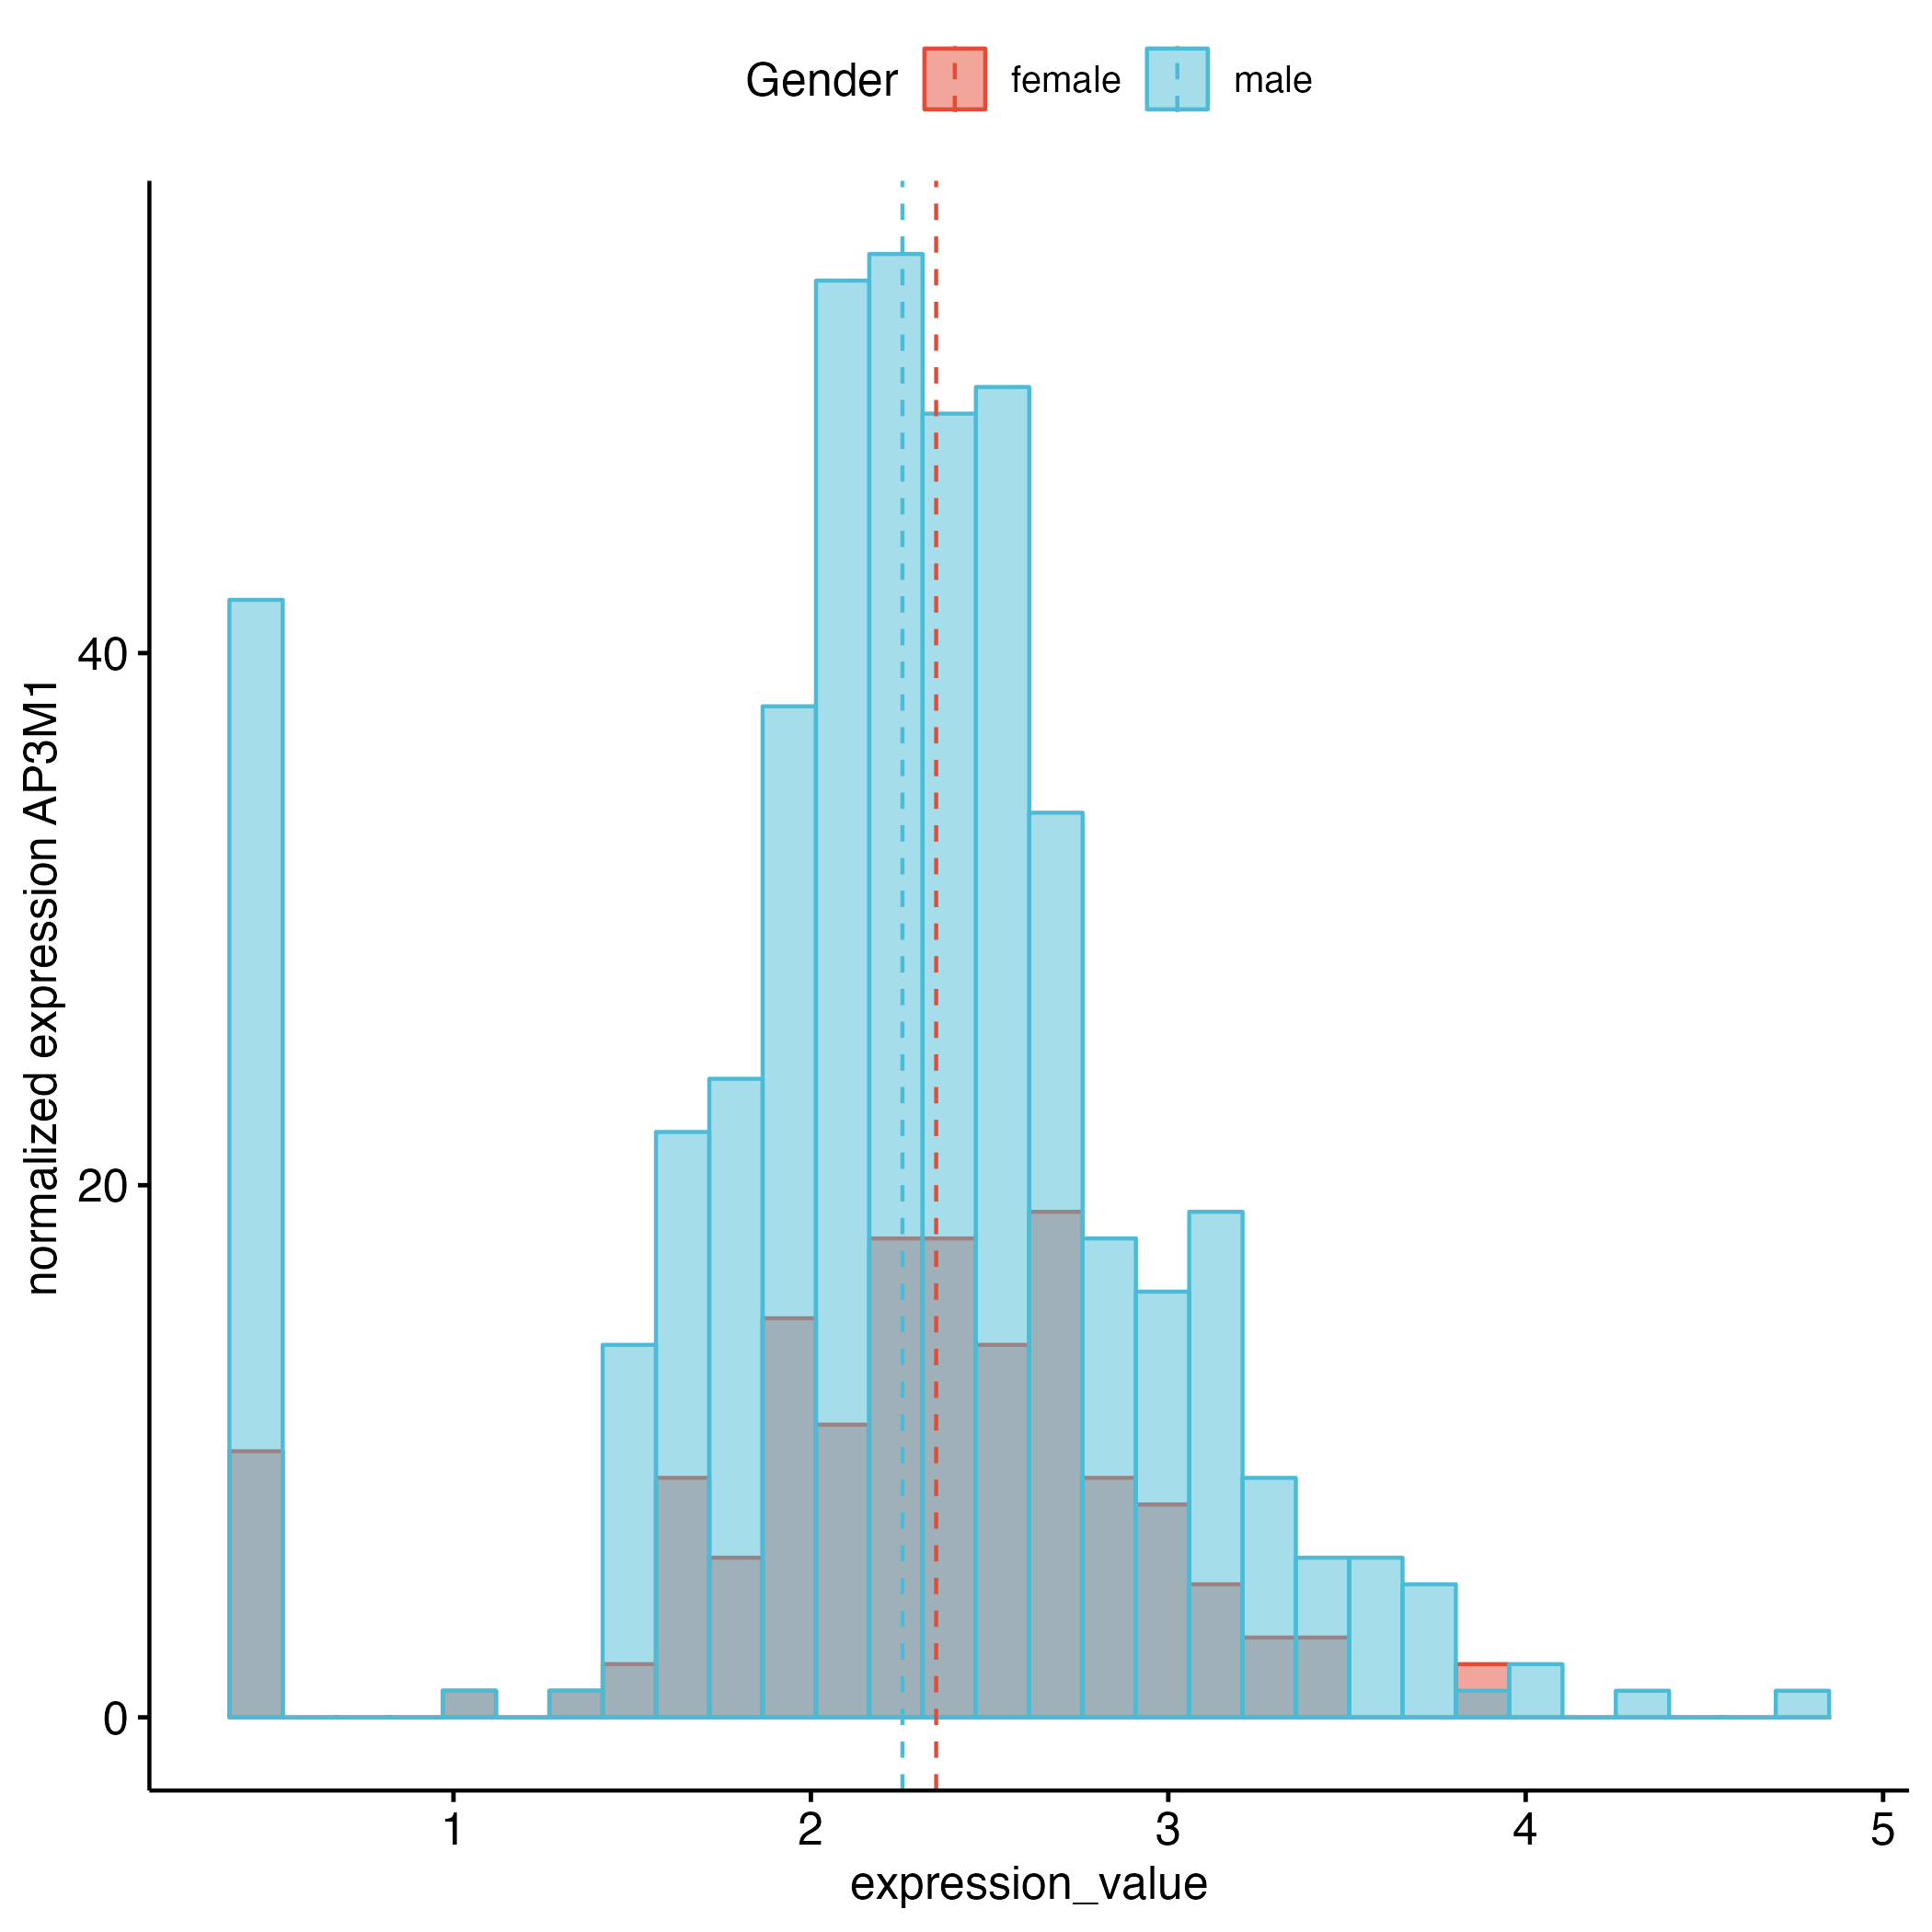 Gender female male
normalized expression AP3M1
40
20
0
1 2 3 4 5
expression_value